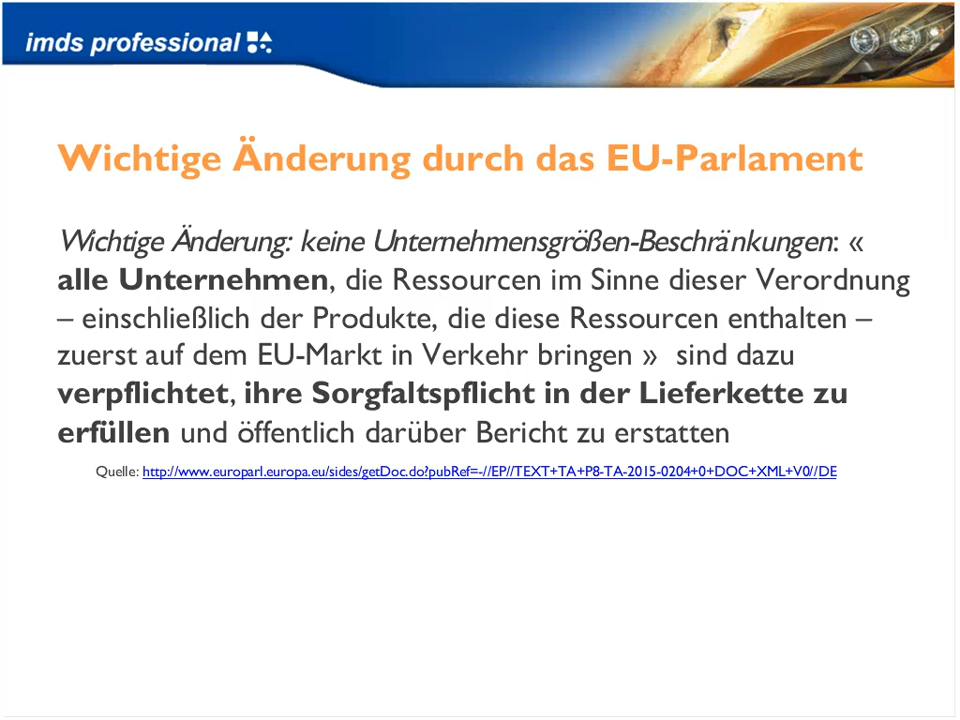 imds professional
Wichtige Änderung durch das EU-Parlament
Wichtige Änderung: keine Unternehmensgrößen-Beschränkungen: «
alle Unternehmen, die Ressourcen im Sinne dieser Verordnung
– einschließlich der Produkte, die diese Ressourcen enthalten –
zuerst auf dem EU-Markt in Verkehr bringen » sind dazu
verpflichtet, ihre Sorgfaltspflicht in der Lieferkette zu
erfüllen und öffentlich darüber Bericht zu erstatten
Quelle: http://www.europarl.europa.eu/sides/getDoc.do?pubRef=-//EP//TEXT+TA+P8-TA-2015-0204+0+DOC+XML+V0//DE